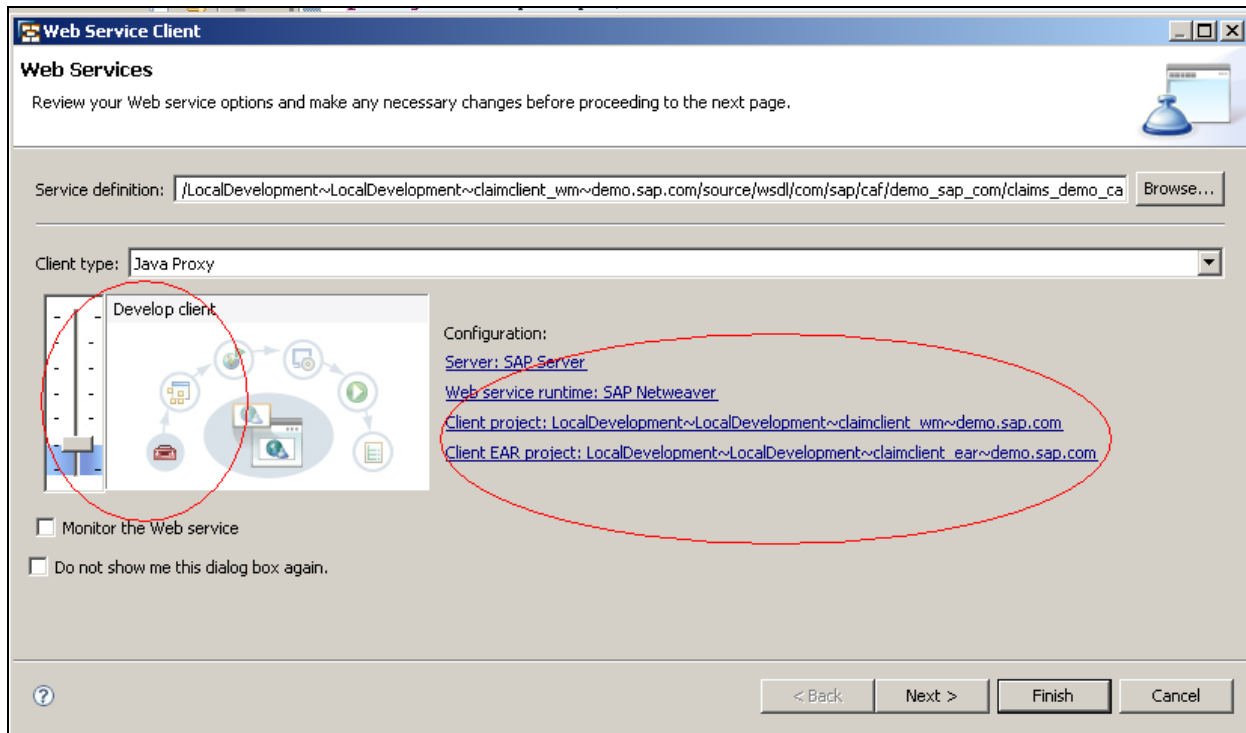 Web Service Client
Web Services
Review your Web service options and make any necessary changes before proceeding to the next page.
Service definition: /LocalDevelopment~LocalDevelopment~claimclient_wm~demo.sap.com/source/wsdl/com/sap/caf/demo_sap_com/claims_demo_ca Browse...
Client type: Java Proxy
Develop client
Configuration:
Server: SAP Server
Web service runtime: SAP Netweaver
Client project: LocalDevelopment~LocalDevelopment~claimclient_wm~demo.sap.com
Client EAR project: LocalDevelopment~LocalDevelopment~claimclient_ear~demo.sap.com
Monitor the Web service
Do not show me this dialog box again.
? < Back Next > Finish Cancel